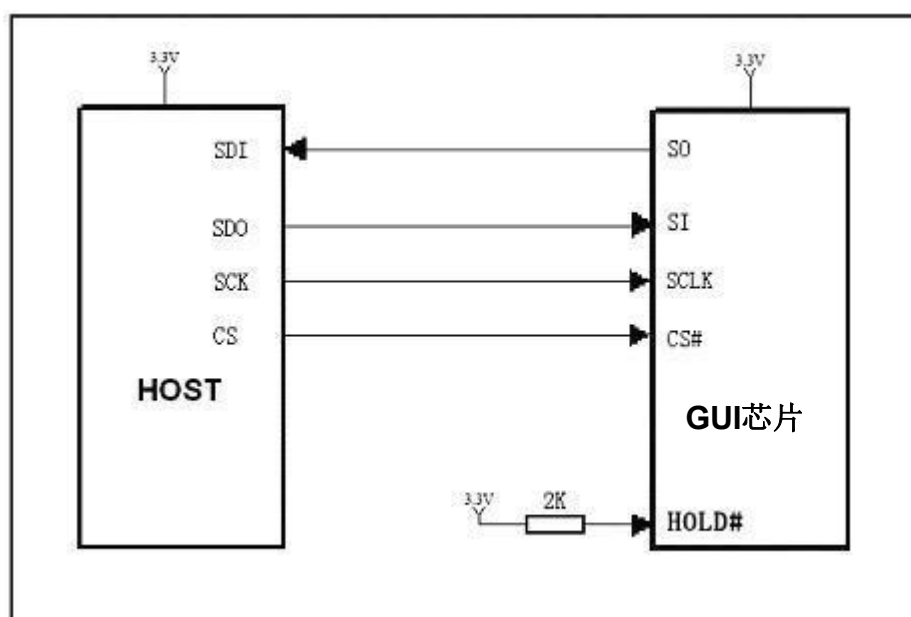 3.3V
3.3V
SDI
SO
SDO
SI
SCK
SCLK
CS
CS#
HOST
GUI芯片
3.3V
2K
HOLD#